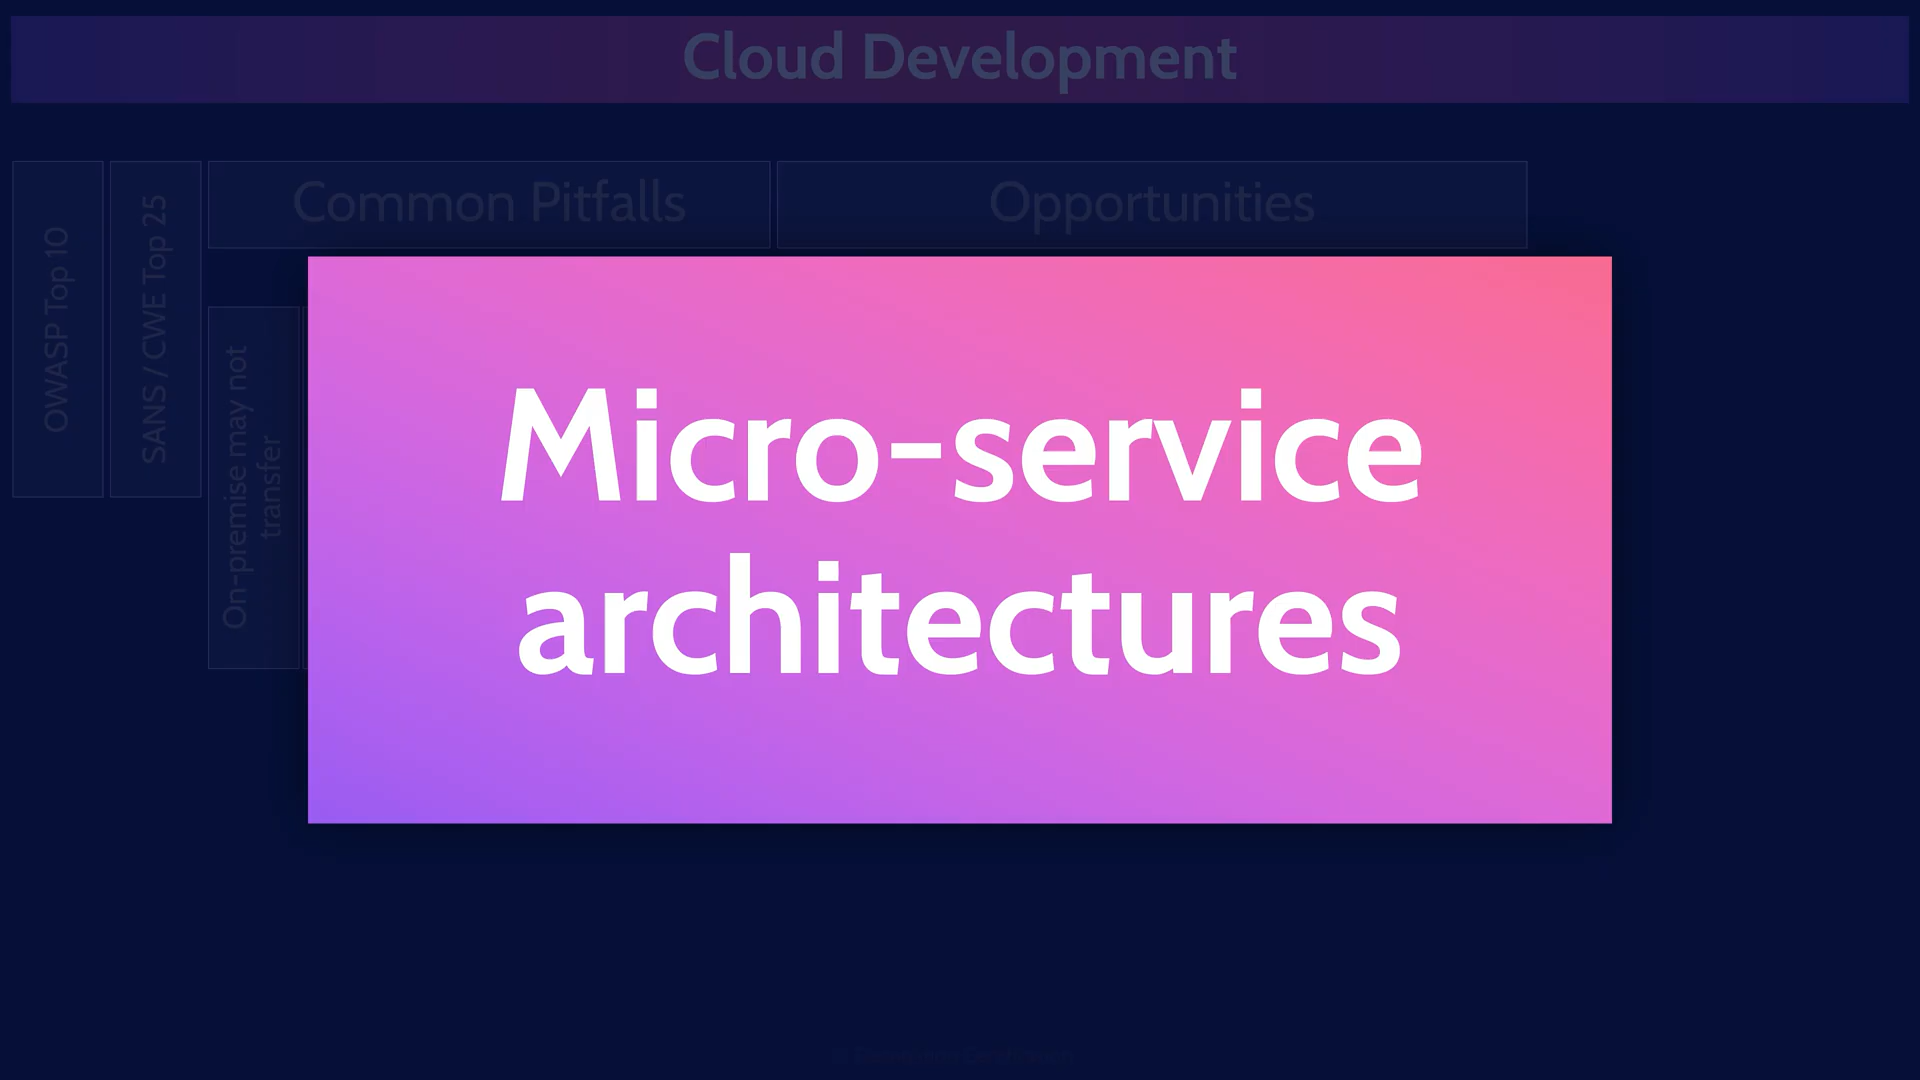 Cloud Development
OWASP Top 10
SANS / CWE Top 25
Common Pitfalls
Opportunities
On-premise may not
transfer
Micro-service
architectures